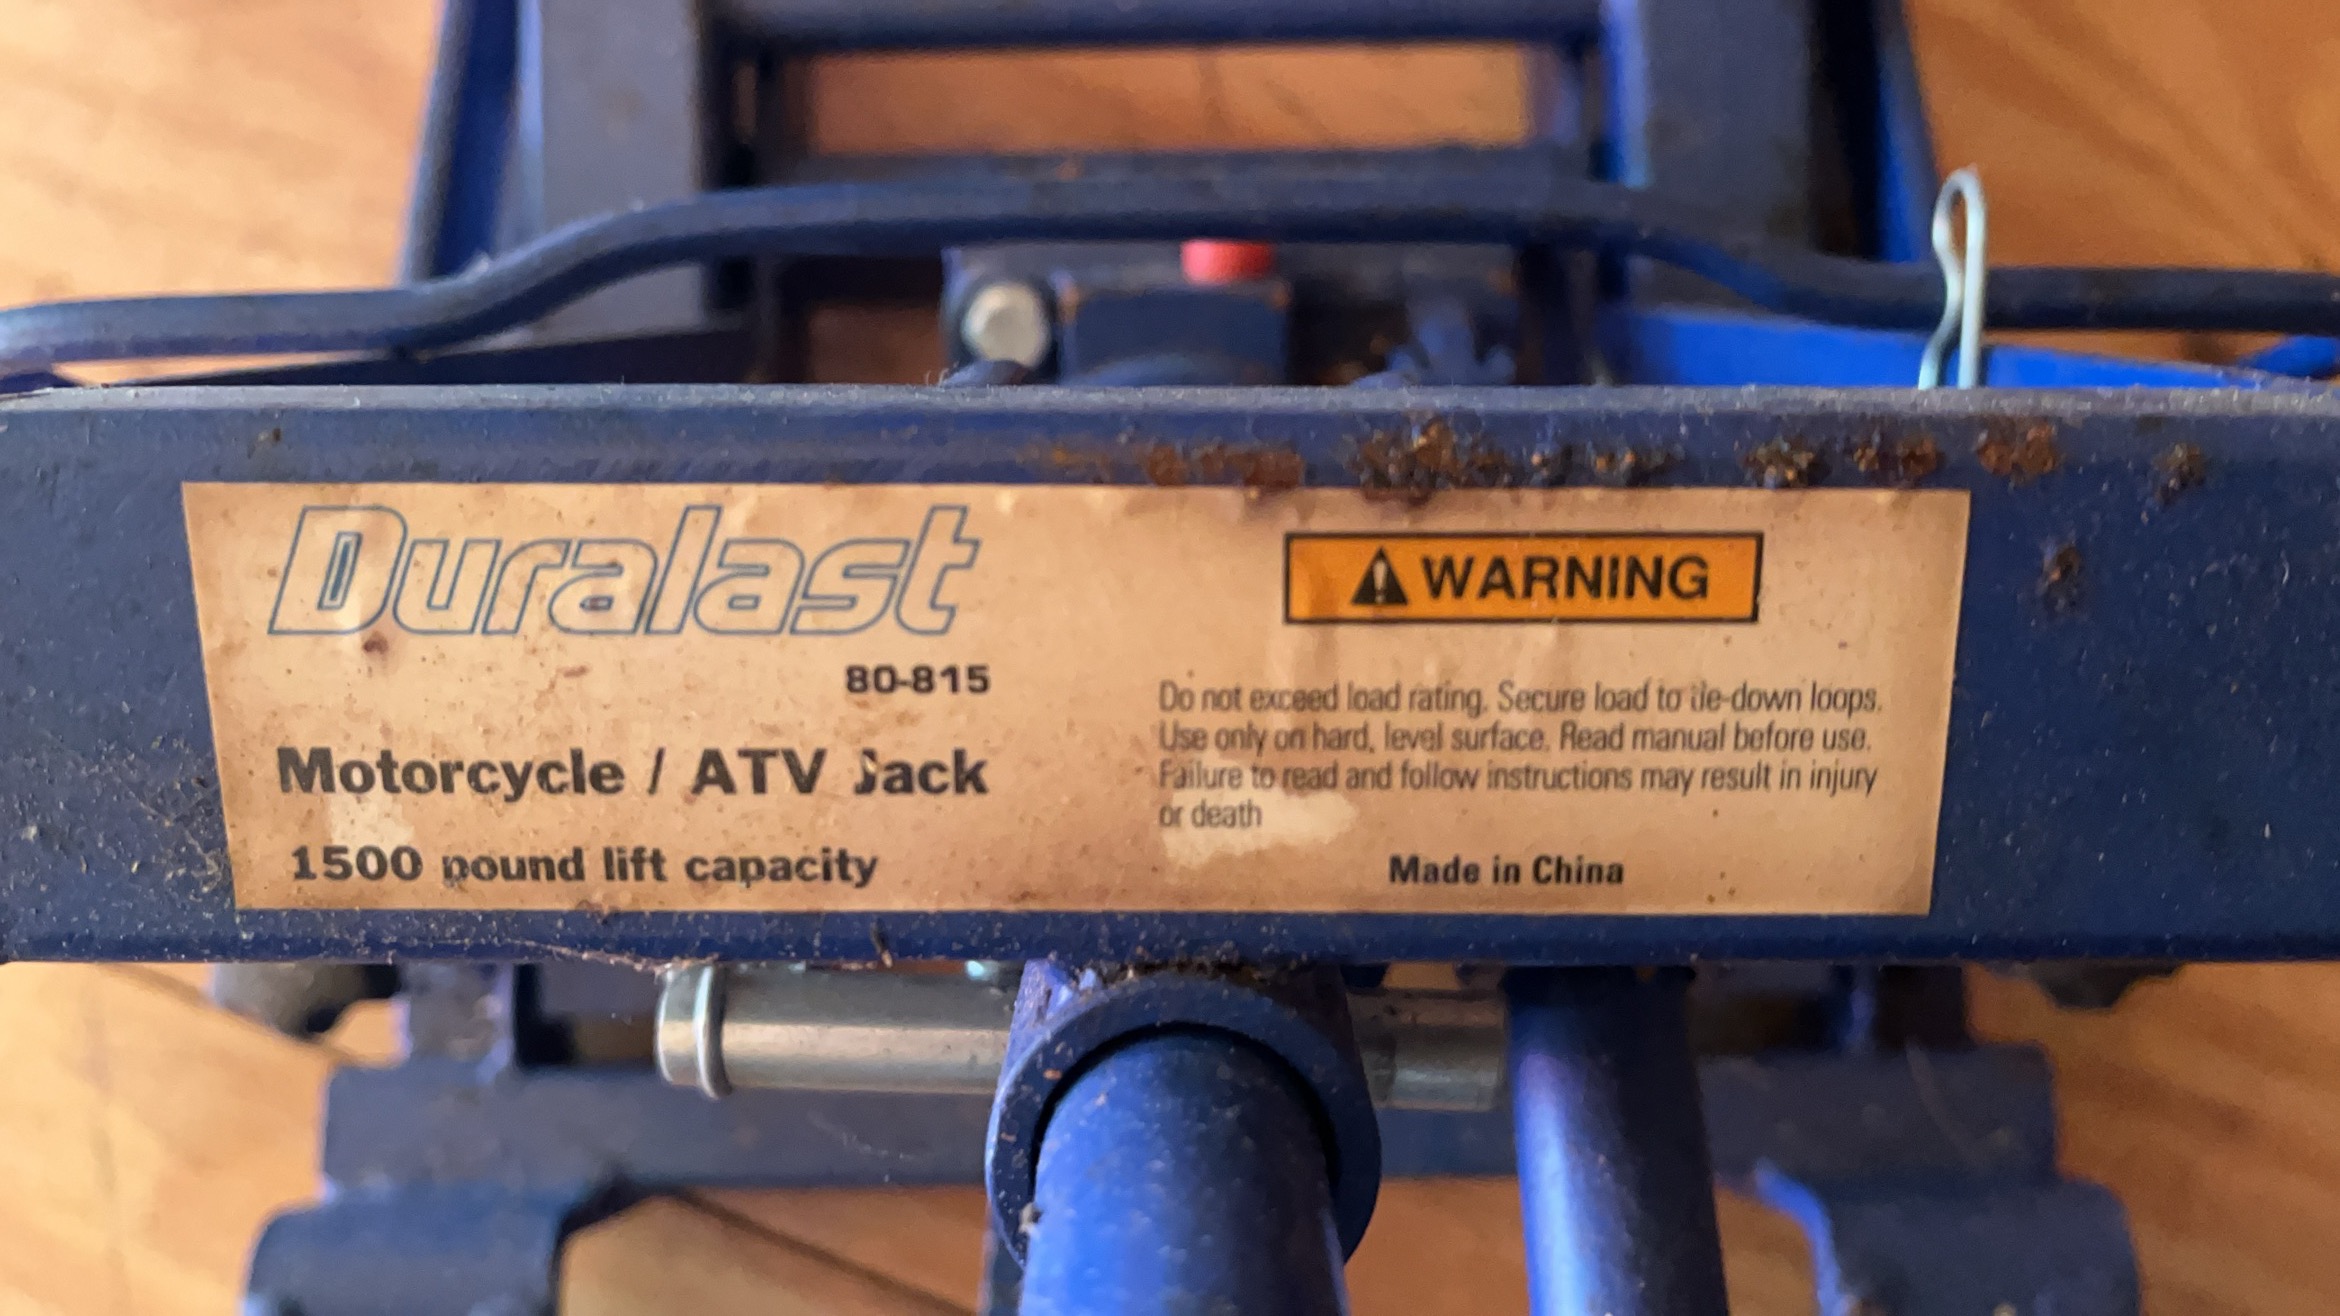 Duralast
80-815
Motorcycle / ATV Jack
1500 pound lift capacity
WARNING
Do not exceed load rating. Secure load to tie-down loops.
Use only on hard, level surface. Read manual before use.
Failure to read and follow instructions may result in injury
or death
Made in China